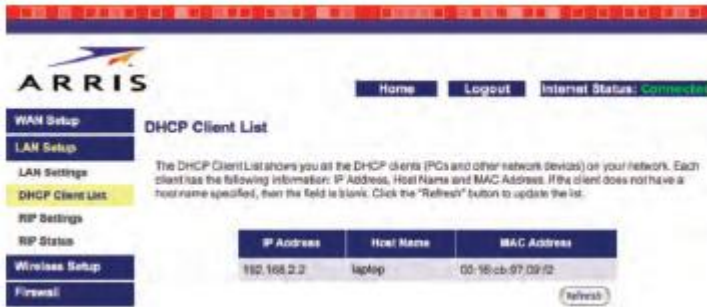 ARRIS
Home Logout Internet Status: Connected
WAN Setup
LAN Setup
LAN Settings
DHCP Client List
RIP Settings
RIP Status
Wireless Setup
Firewall
DHCP Client List
The DHCP Client List shows you all the DHCP clients (PCs and other network devices) on your network. Each
client has the following information: IP Address, Host Name and MAC Address. If the client does not have a
host name specified, then the field is blank. Click the "Refresh" button to update the list.
IP Address Host Name MAC Address
192.168.2.2 laptop
Refresh